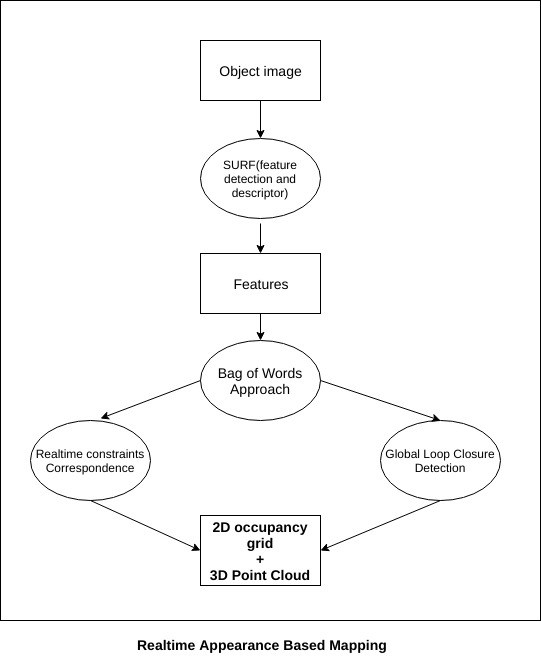 Object image
SURF(feature
detection and
descriptor)
Features
Bag of Words
Approach
Realtime constraints
Correspondence
Global Loop Closure
Detection
2D occupancy
grid
+
3D Point Cloud
Realtime Appearance Based Mapping